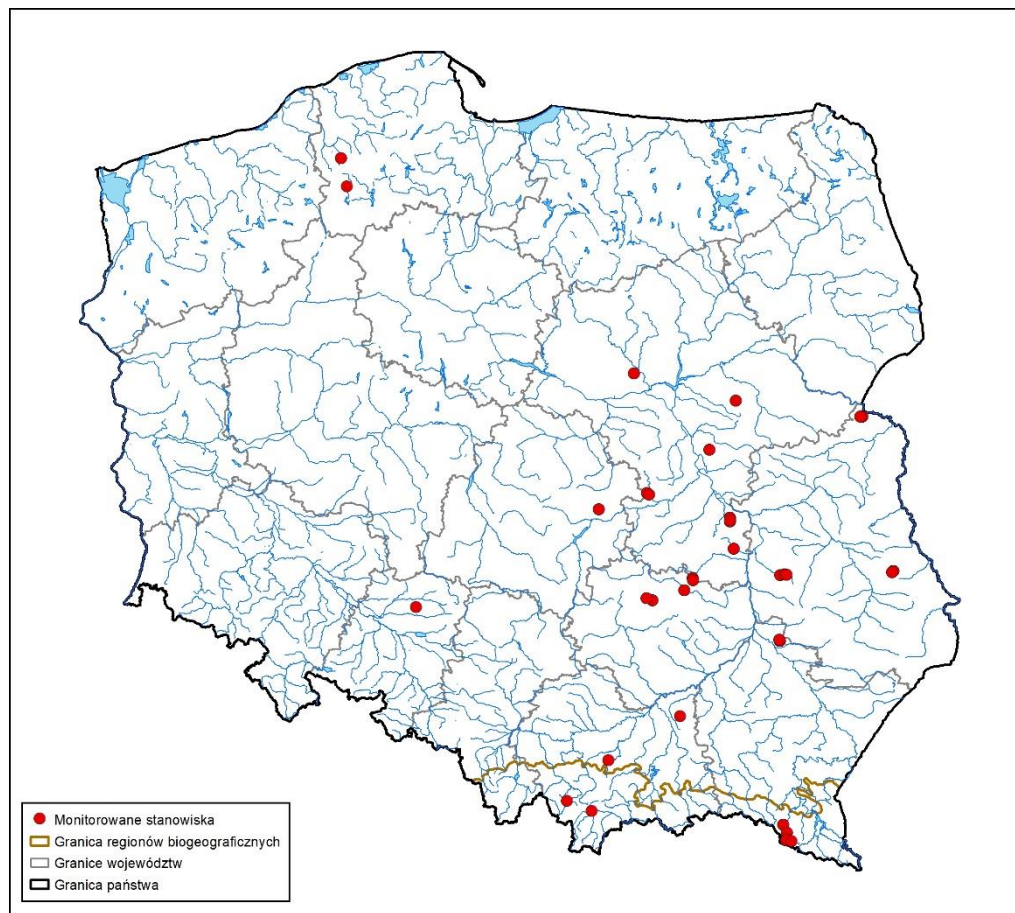 Monitorowane stanowiska
Granica regionów biogeograficznych
Granice województw
Granica państwa